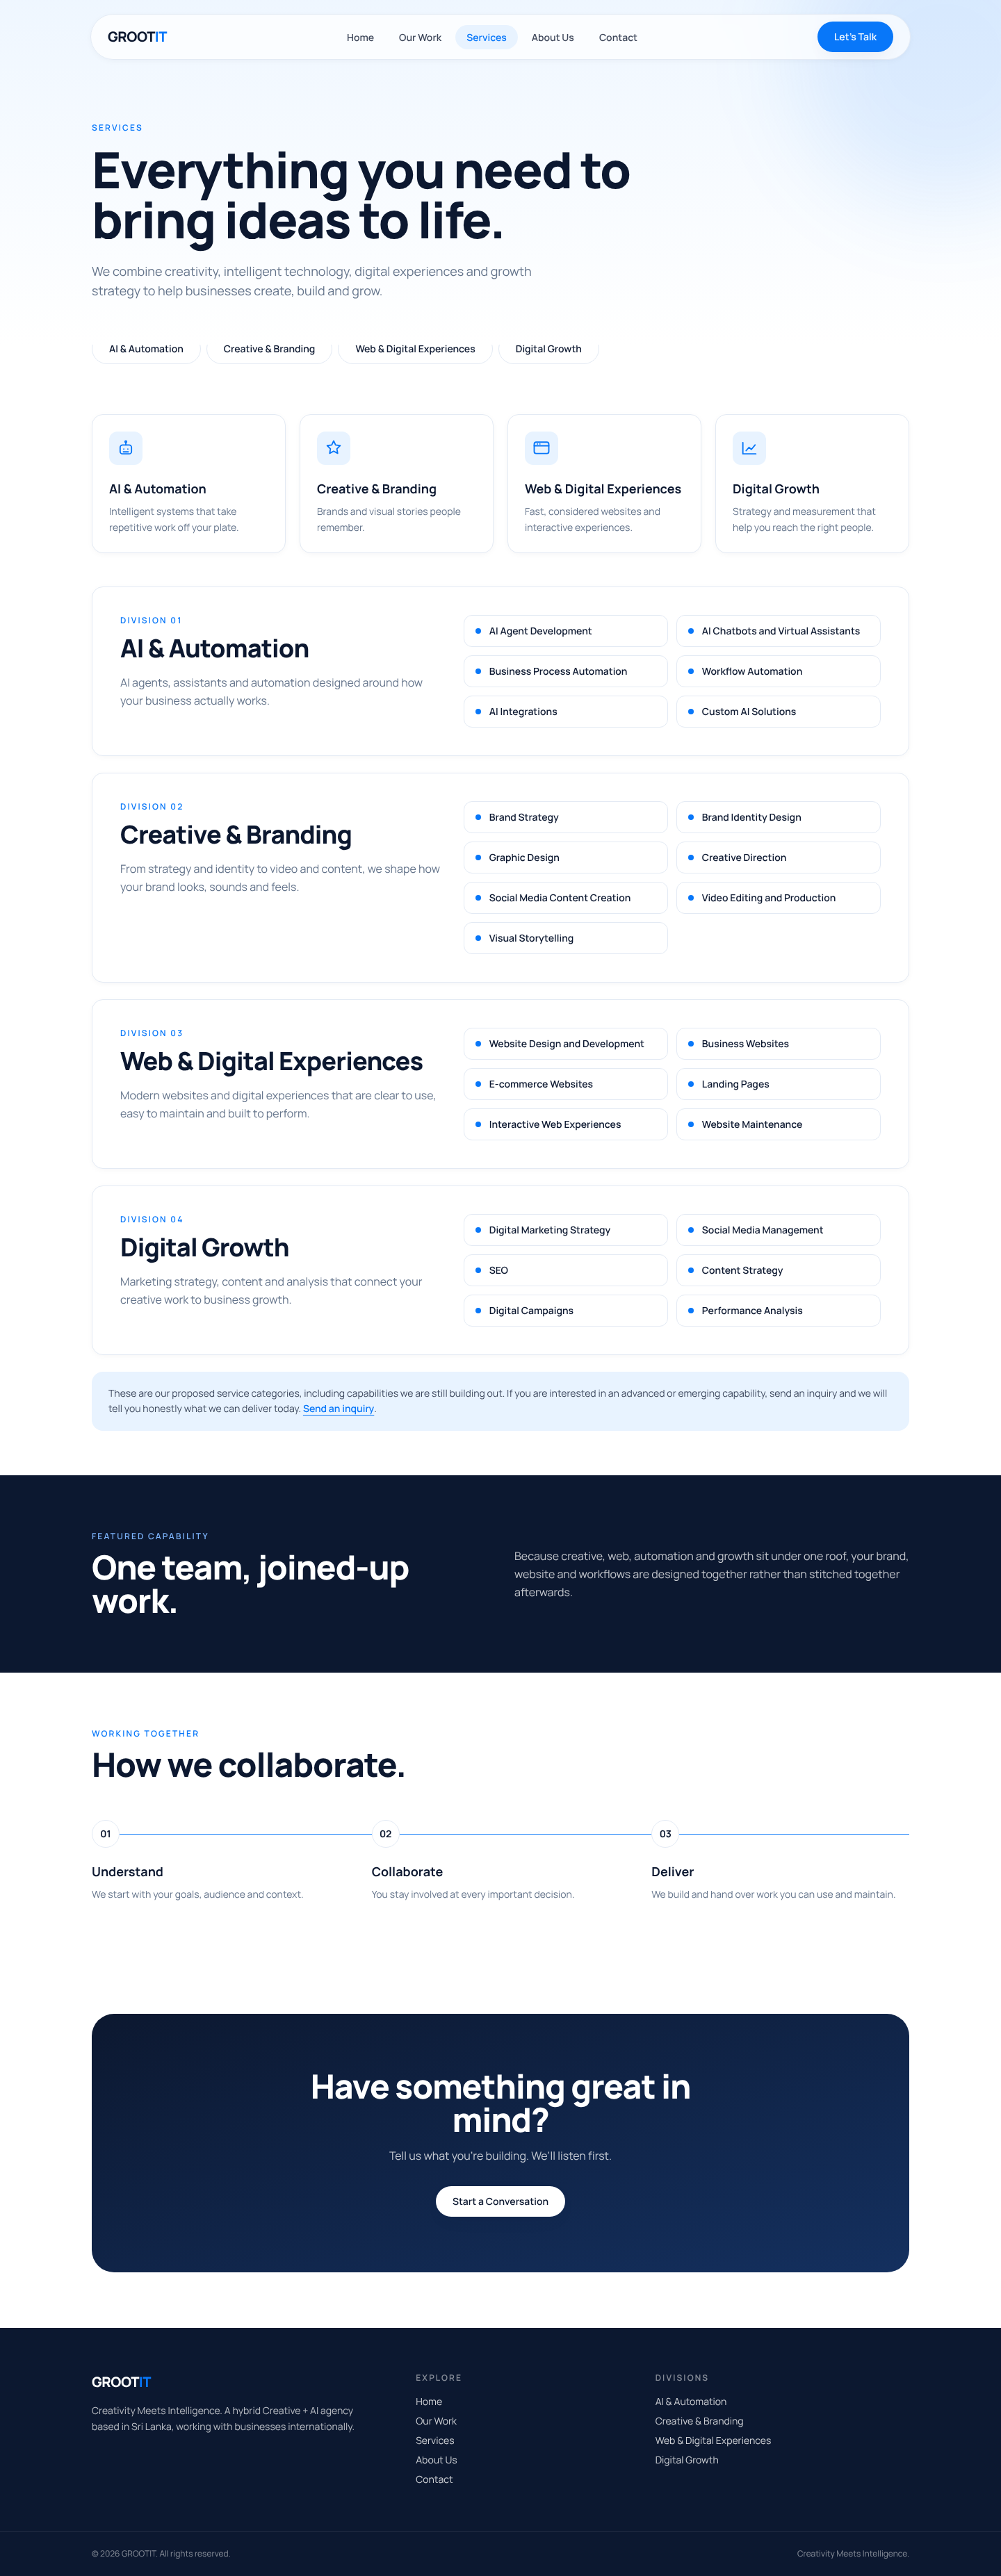 GROOTIT
Home
Our Work
Services
About Us
Contact
Let's Talk
SERVICES
Everything you need to
bring ideas to life.
We combine creativity, intelligent technology, digital experiences and growth
strategy to help businesses create, build and grow.
AI & Automation
Creative & Branding
Web & Digital Experiences
Digital Growth
AI & Automation
Intelligent systems that take
repetitive work off your plate.
Creative & Branding
Brands and visual stories people
remember.
Web & Digital Experiences
Fast, considered websites and
interactive experiences.
Digital Growth
Strategy and measurement that
help you reach the right people.
DIVISION 01
AI & Automation
AI agents, assistants and automation designed around how
your business actually works.
AI Agent Development
AI Chatbots and Virtual Assistants
Business Process Automation
Workflow Automation
AI Integrations
Custom AI Solutions
DIVISION 02
Creative & Branding
From strategy and identity to video and content, we shape how
your brand looks, sounds and feels.
Brand Strategy
Brand Identity Design
Graphic Design
Creative Direction
Social Media Content Creation
Video Editing and Production
Visual Storytelling
DIVISION 03
Web & Digital Experiences
Modern websites and digital experiences that are clear to use,
easy to maintain and built to perform.
Website Design and Development
Business Websites
E-commerce Websites
Landing Pages
Interactive Web Experiences
Website Maintenance
DIVISION 04
Digital Growth
Marketing strategy, content and analysis that connect your
creative work to business growth.
Digital Marketing Strategy
Social Media Management
SEO
Content Strategy
Digital Campaigns
Performance Analysis
These are our proposed service categories, including capabilities we are still building out. If you are interested in an advanced or emerging capability, send an inquiry and we will
tell you honestly what we can deliver today. Send an inquiry.
FEATURED CAPABILITY
One team, joined-up
work.
Because creative, web, automation and growth sit under one roof, your brand,
website and workflows are designed together rather than stitched together
afterwards.
WORKING TOGETHER
How we collaborate.
01
Understand
We start with your goals, audience and context.
02
Collaborate
You stay involved at every important decision.
03
Deliver
We build and hand over work you can use and maintain.
Have something great in
mind?
Tell us what you're building. We'll listen first.
Start a Conversation
GROOTIT
Creativity Meets Intelligence. A hybrid Creative + AI agency
based in Sri Lanka, working with businesses internationally.
EXPLORE
Home
Our Work
Services
About Us
Contact
DIVISIONS
AI & Automation
Creative & Branding
Web & Digital Experiences
Digital Growth
© 2026 GROOTIT. All rights reserved.
Creativity Meets Intelligence.